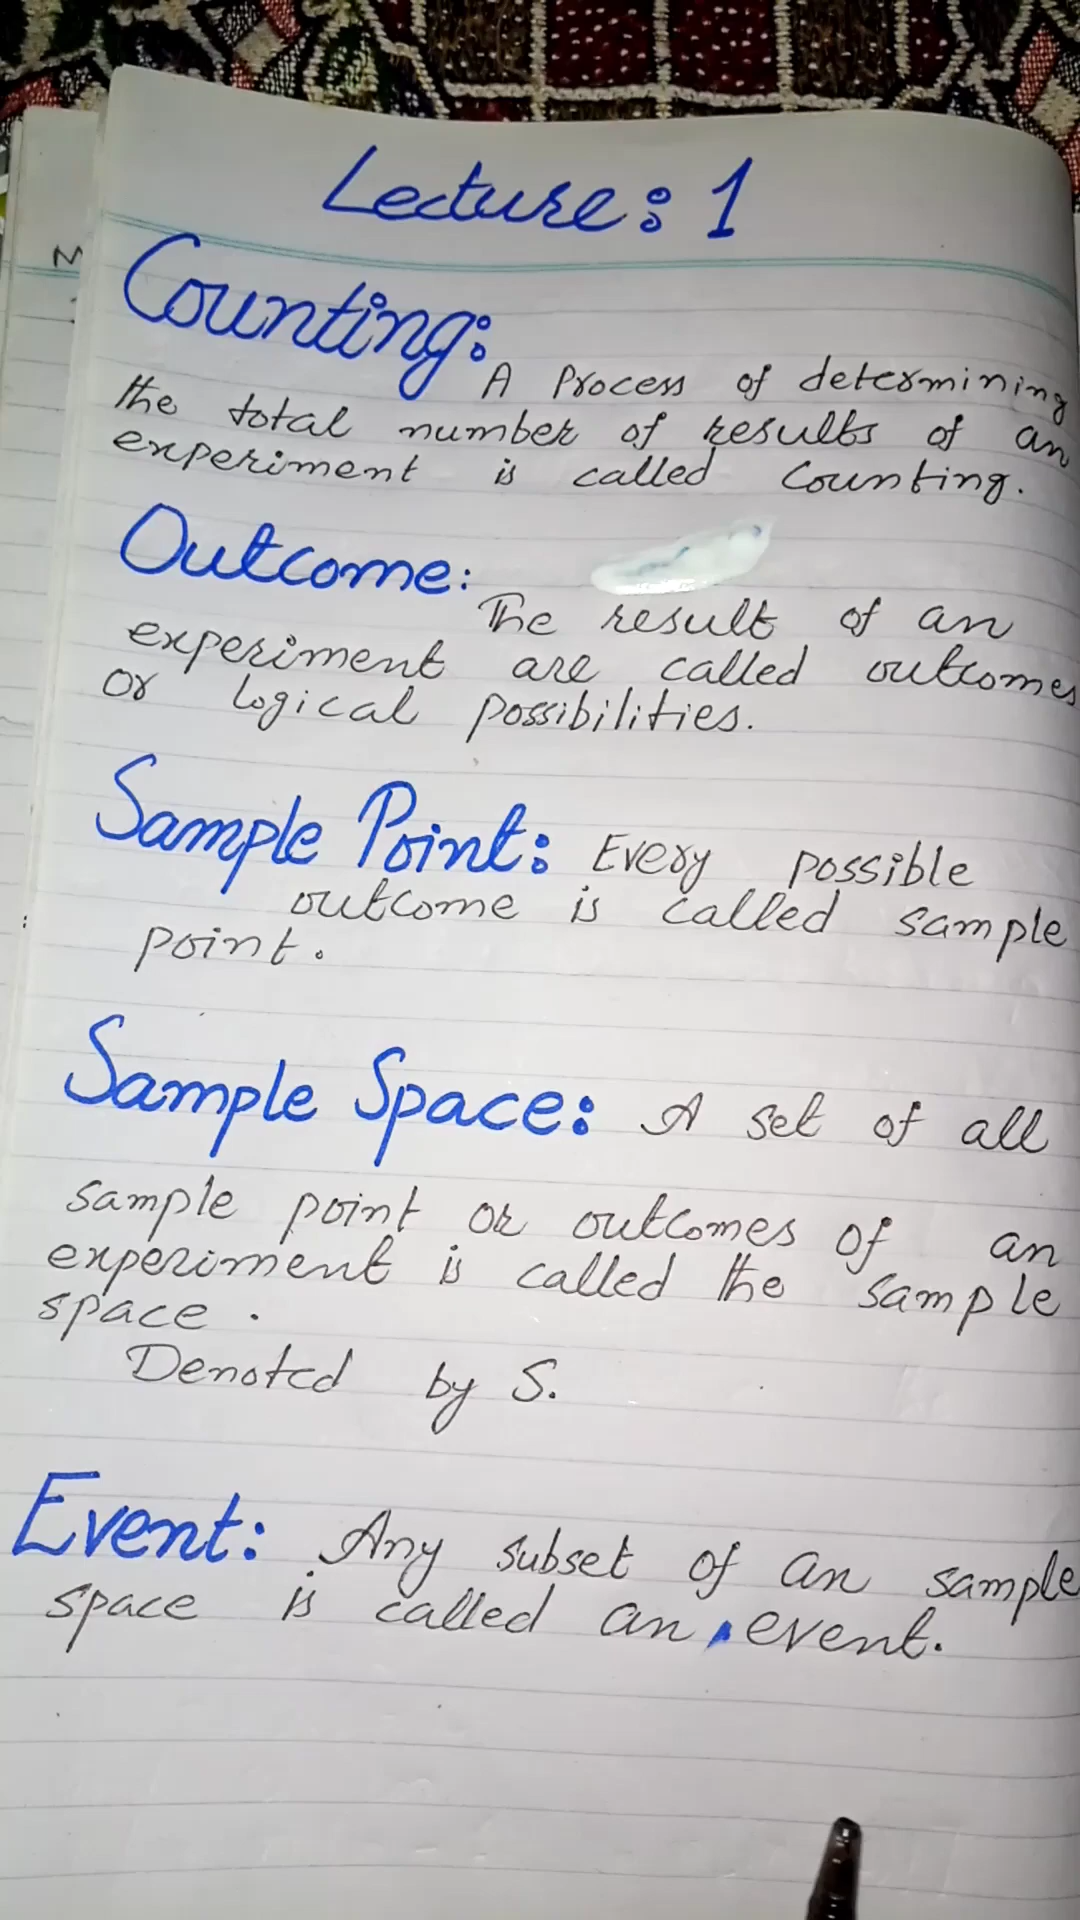 Lecture: 1
M
Counting:
A Process of determining
the total number of results of an
experiment is called Counting.
Outcome:
The result of an
experiment are called outcomes
or logical possibilities.
Sample Point: Every possible
outcome is called sample
point.
Sample Space: A set of all
sample point or outcomes of an
experiment is called the sample
space.
Denoted by S.
Event: Any subset of an sample
space is called an event.